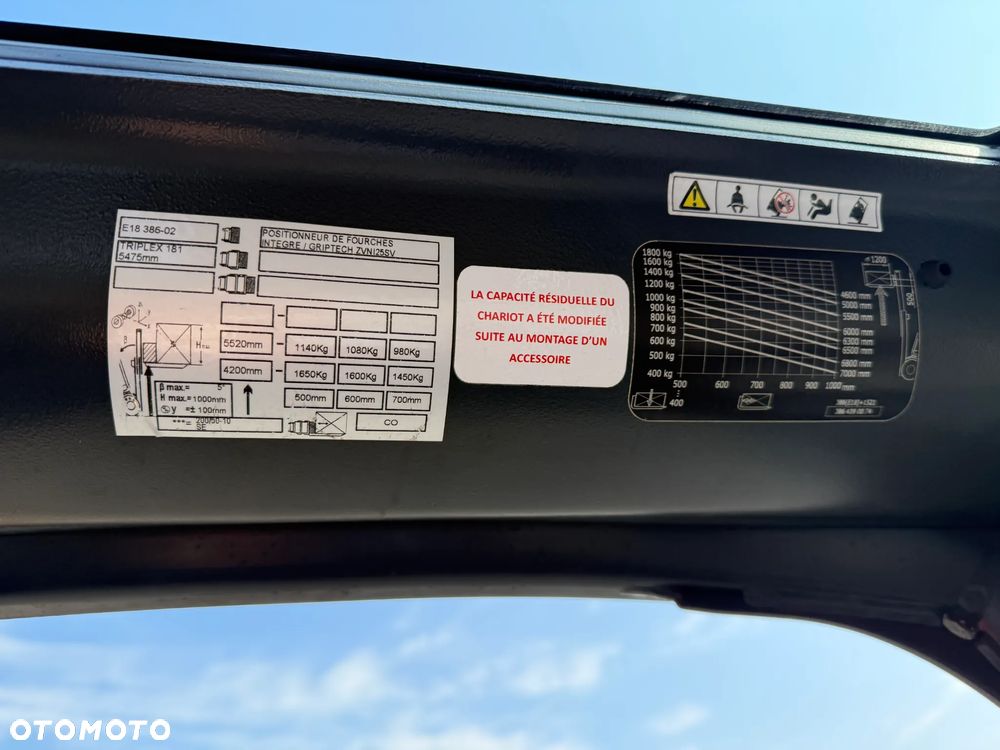 E18 386-02
TRIPLEX 181
5475mm
POSITIONNEUR DE FOURCHES
INTEGRE / GRIPTECH ZVNI25SV
5520mm 1140Kg 1080Kg 980Kg
4200mm 1650Kg 1600Kg 1450Kg
500mm 600mm 700mm
β max.= 5°
H max.= 1000mm
y =± 100mm
***= 200/50-10
SE
CO
LA CAPACITÉ RÉSIDUELLE DU
CHARIOT A ÉTÉ MODIFIÉE
SUITE AU MONTAGE D'UN
ACCESSOIRE
1800 kg
1600 kg
1400 kg
1200 kg
1000 kg
900 kg
800 kg
700 kg
600 kg
500 kg
400 kg
4600 mm
5000 mm
5500 mm
6000 mm
6300 mm
6500 mm
6800 mm
7000 mm
500 600 700 800 900 1000 mm
400
1200
OTOMOTO